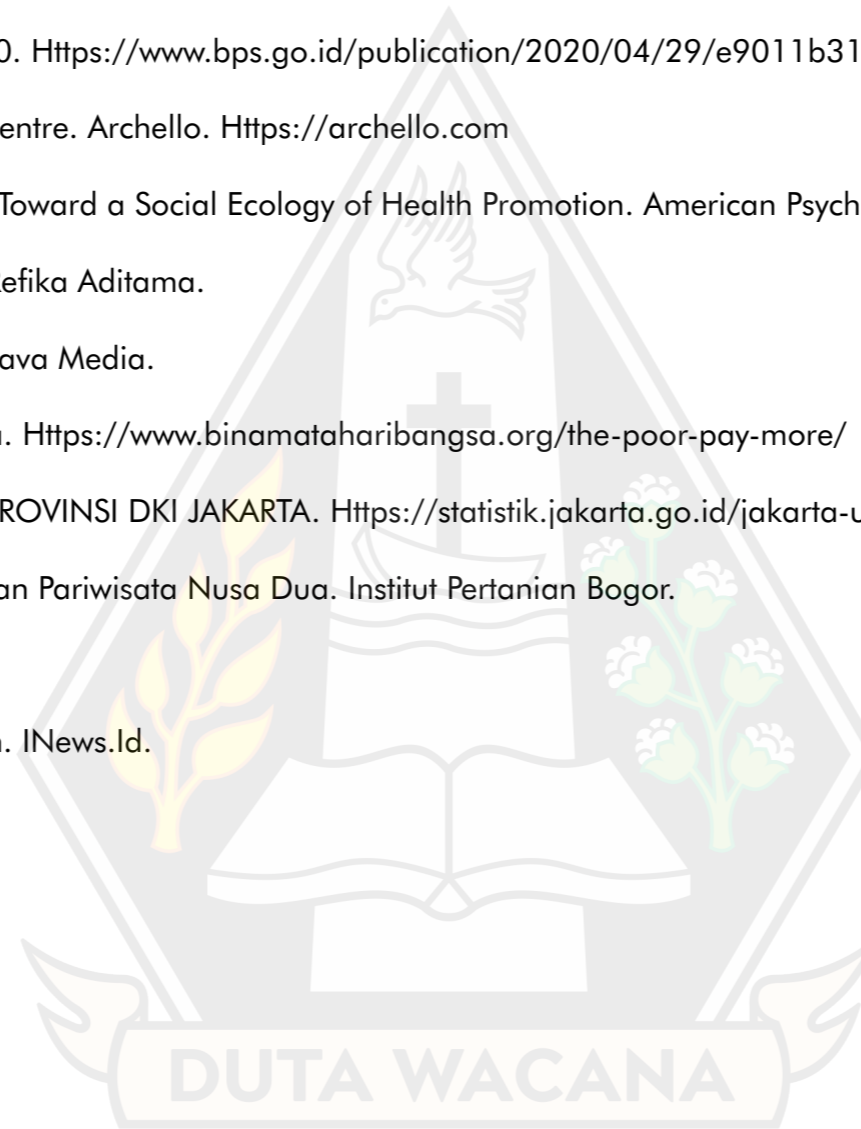 0. Https://www.bps.go.id/publication/2020/04/29/e9011b31
entre. Archello. Https://archello.com
Toward a Social Ecology of Health Promotion. American Psych
efika Aditama.
ava Media.
. Https://www.binamataharibangsa.org/the-poor-pay-more/
ROVINSI DKI JAKARTA. Https://statistik.jakarta.go.id/jakarta-u
an Pariwisata Nusa Dua. Institut Pertanian Bogor.
. INews.Id.
DUTA WACANA